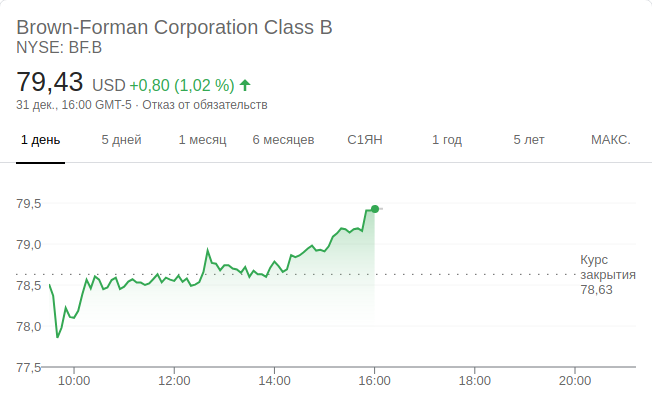 Brown-Forman Corporation Class B
NYSE: BF.B
79,43 USD +0,80 (1,02 %)
31 дек., 16:00 GMT-5 · Отказ от обязательств
1 день 5 дней 1 месяц 6 месяцев С1ЯН 1 год 5 лет МАКС.
79,5
79,0
78,5
78,0
77,5
Курс
закрытия
78,63
10:00 12:00 14:00 16:00 18:00 20:00